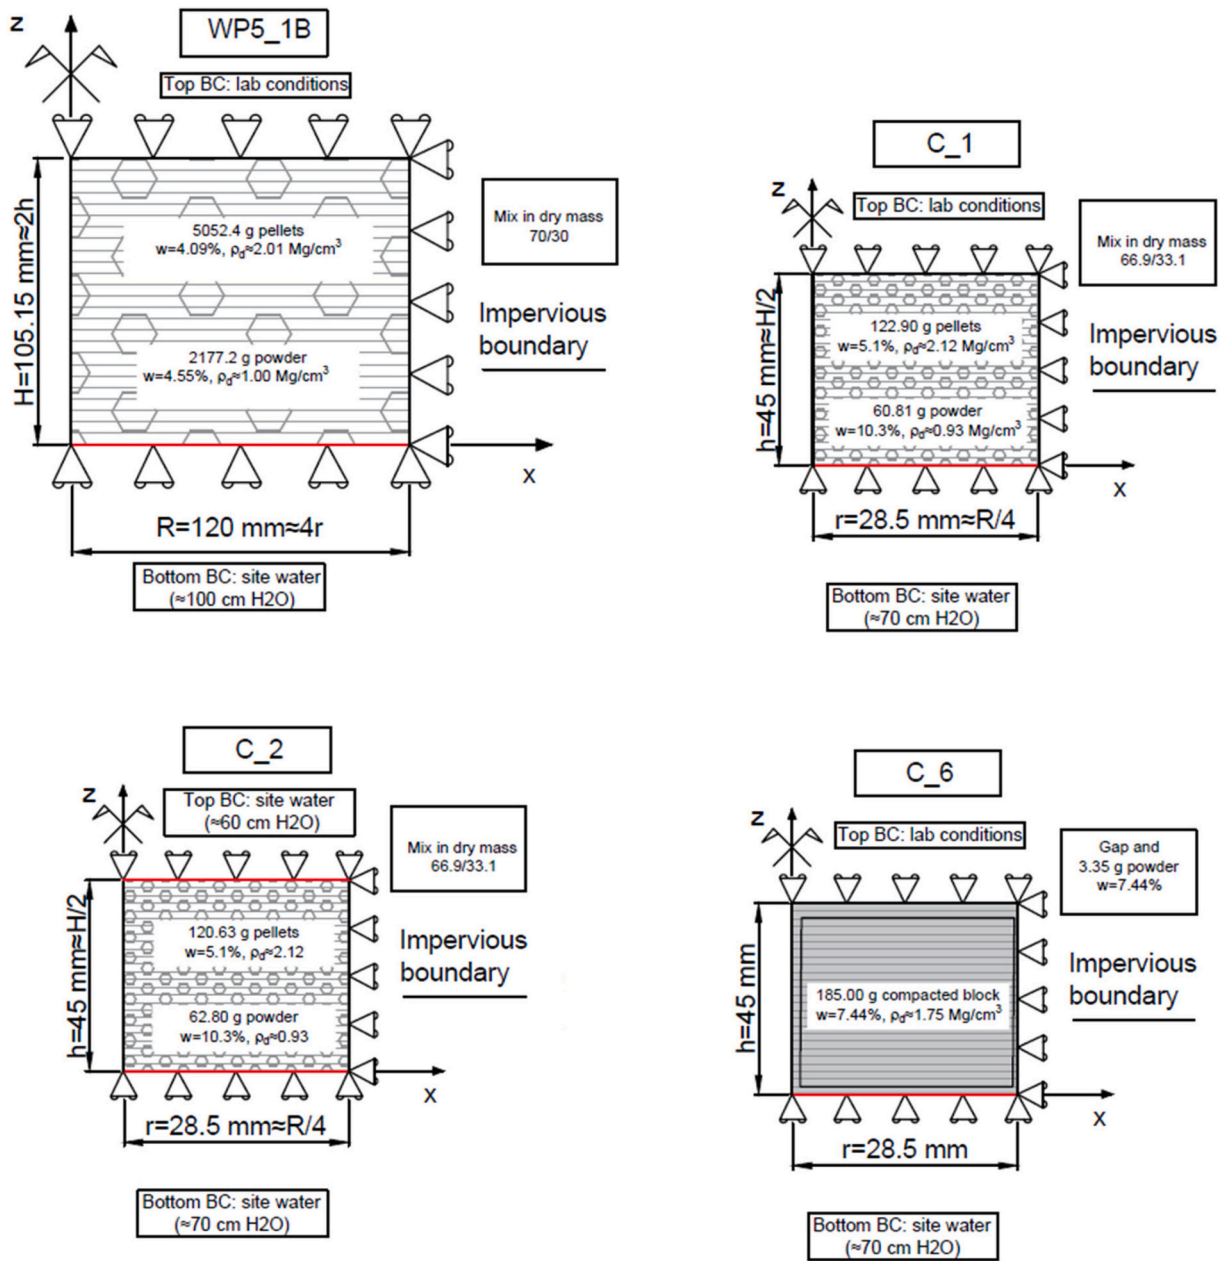 WP5_1B
z
Top BC: lab conditions
H=105.15 mm≈2h
5052.4 g pellets
w=4.09%, ρd≈2.01 Mg/cm³
2177.2 g powder
w=4.55%, ρd≈1.00 Mg/cm³
Mix in dry mass
70/30
Impervious
boundary
x
R=120 mm≈4r
Bottom BC: site water
(≈100 cm H2O)
C_1
z
Top BC: lab conditions
h=45 mm≈H/2
122.90 g pellets
w=5.1%, ρd≈2.12 Mg/cm³
60.81 g powder
w=10.3%, ρd≈0.93 Mg/cm³
Mix in dry mass
66.9/33.1
Impervious
boundary
x
r=28.5 mm≈R/4
Bottom BC: site water
(≈70 cm H2O)
C_2
z
Top BC: site water
(≈60 cm H2O)
h=45 mm≈H/2
120.63 g pellets
w=5.1%, ρd≈2.12
62.80 g powder
w=10.3%, ρd≈0.93
Mix in dry mass
66.9/33.1
Impervious
boundary
x
r=28.5 mm≈R/4
Bottom BC: site water
(≈70 cm H2O)
C_6
z
Top BC: lab conditions
h=45 mm
185.00 g compacted block
w=7.44%, ρd≈1.75 Mg/cm³
Gap and
3.35 g powder
w=7.44%
Impervious
boundary
x
r=28.5 mm
Bottom BC: site water
(≈70 cm H2O)